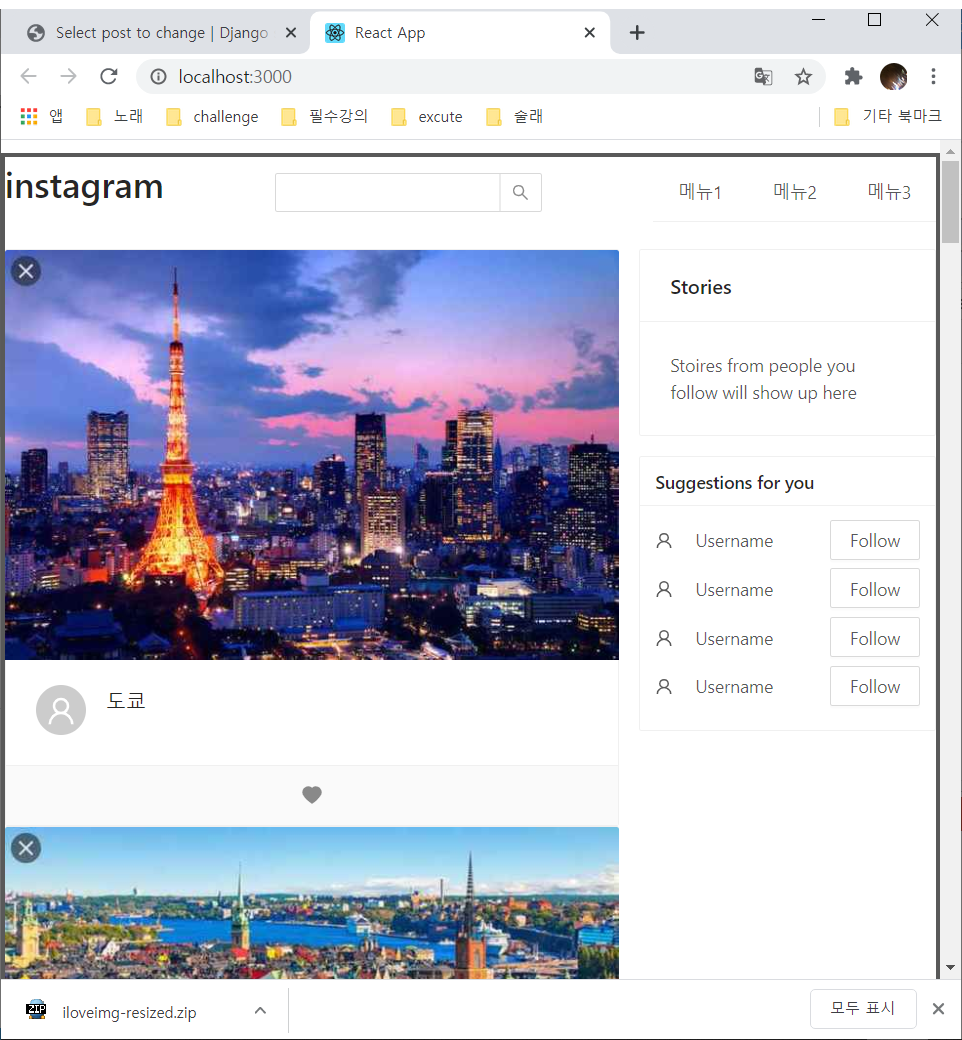 Select post to change | Django
React App
localhost:3000
앱
노래
challenge
필수강의
excute
술래
기타 북마크
instagram
메뉴1 메뉴2 메뉴3
Stories
Stoires from people you
follow will show up here
Suggestions for you
Username Follow
Username Follow
Username Follow
Username Follow
도쿄
ZIP
iloveimg-resized.zip
모두 표시